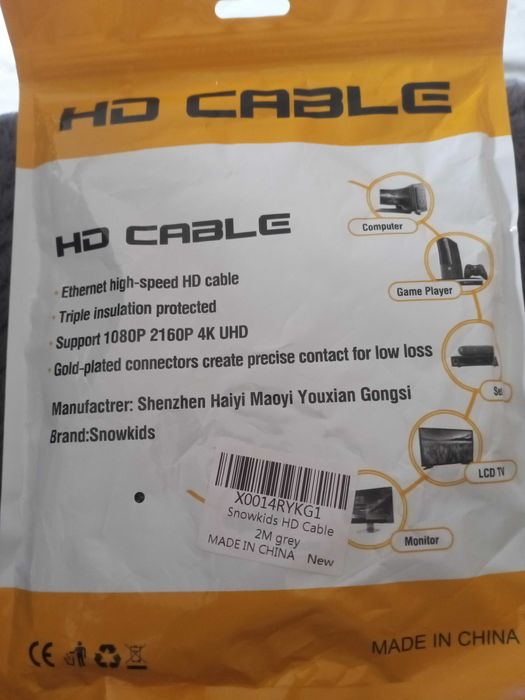 HD CABLE
HD CABLE
· Ethernet high-speed HD cable
· Triple insulation protected
· Support 1080P 2160P 4K UHD
· Gold-plated connectors create precise contact for low loss
Manufactrer: Shenzhen Haiyi Maoyi Youxian Gongsi
Brand:Snowkids
Computer
Game Player
Se
LCD TV
Monitor
X0014RYKG1
Snowkids HD Cable
2M grey
MADE IN CHINA New
CE
MADE IN CHINA